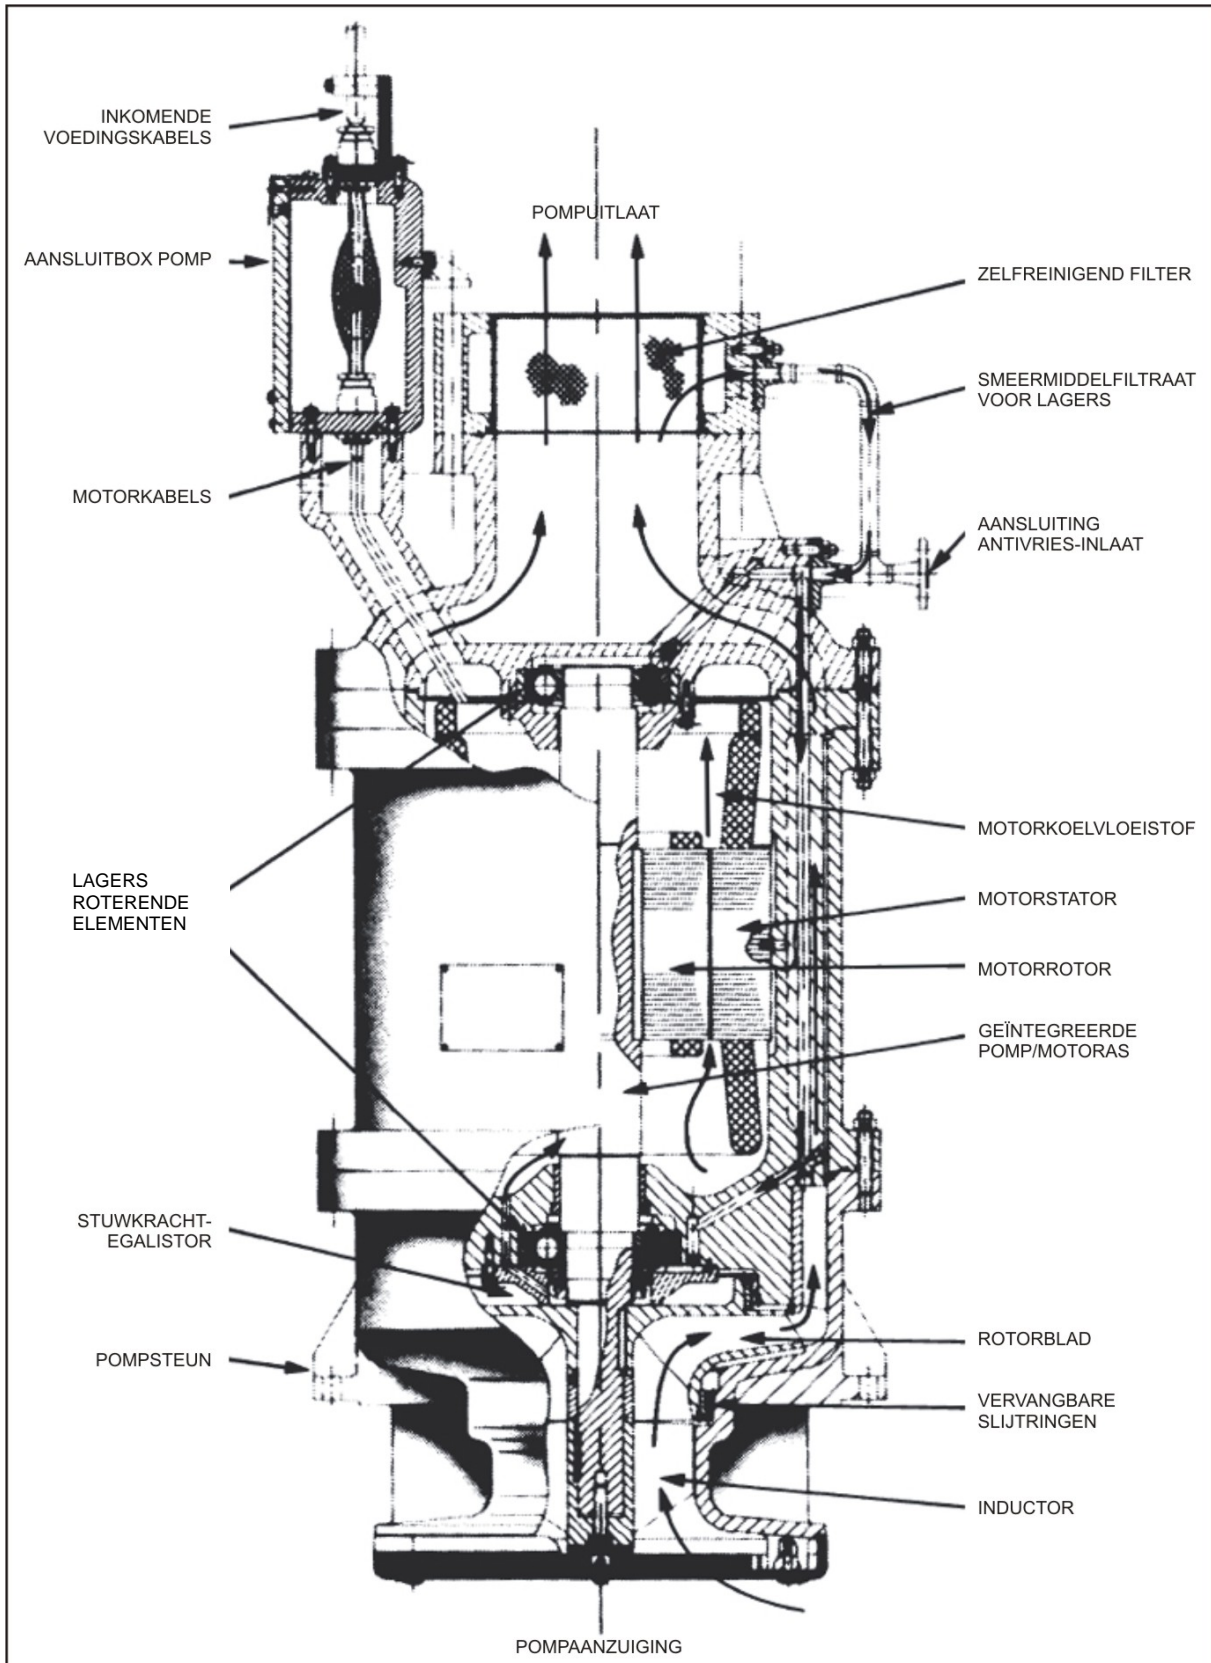 INKOMENDE
VOEDINGSKABELS
POMPUITLAAT
AANSLUITBOX POMP
ZELFREINIGEND FILTER
SMEERMIDDELFILTRAAT
VOOR LAGERS
MOTORKABELS
AANSLUITING
ANTIVRIES-INLAAT
MOTORKOELVLOEISTOF
LAGERS
ROTERENDE
ELEMENTEN
MOTORSTATOR
MOTORROTOR
GEÏNTEGREERDE
POMP/MOTORAS
STUWKRACHT-
EGALISTOR
ROTORBLAD
POMPSTEUN
VERVANGBARE
SLIJTRINGEN
INDUCTOR
POMPAANZUIGING